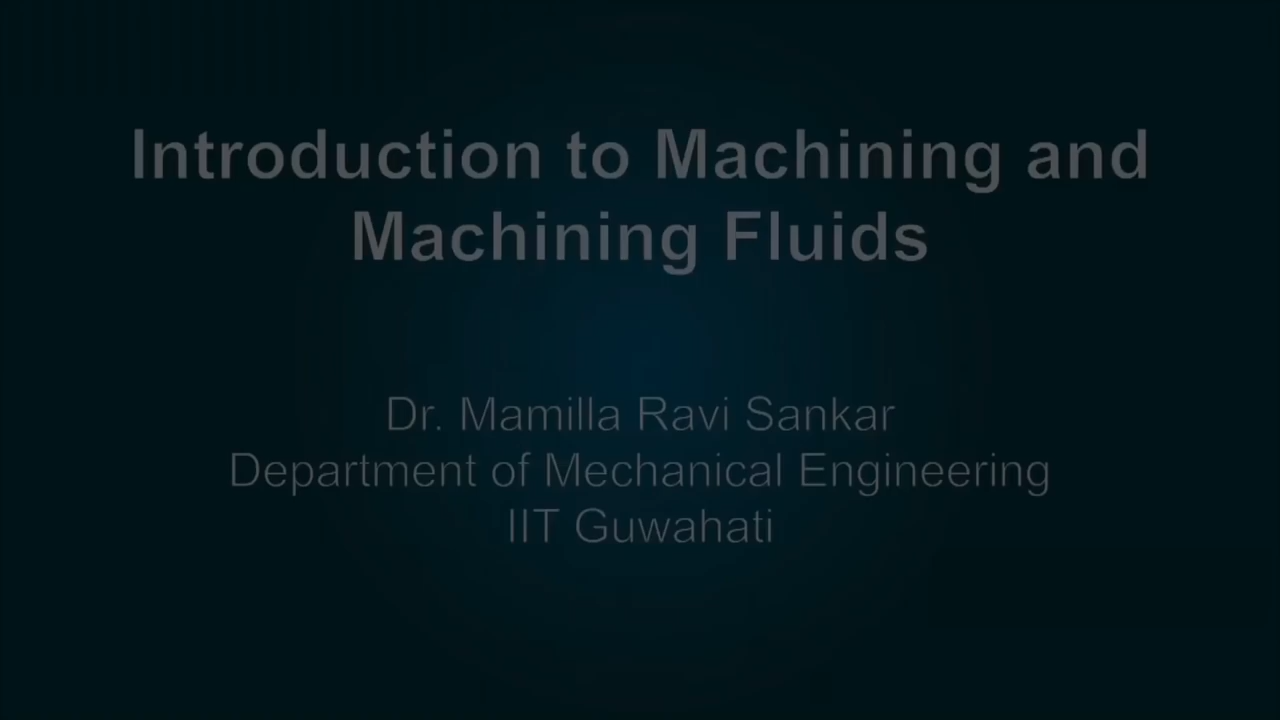 Introduction to Machining and
Machining Fluids
Dr. Mamilla Ravi Sankar
Department of Mechanical Engineering
IIT Guwahati